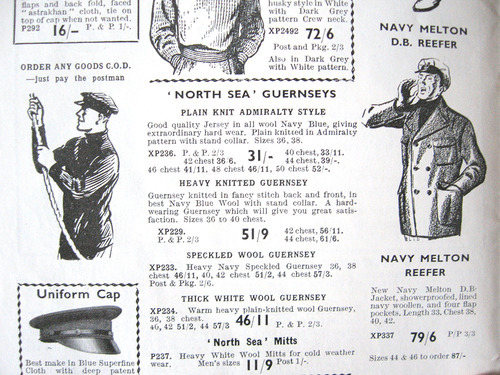 flaps and back fold, faced
"astrakhan" cloth, tie on
top of cap when not wanted.
P292 16/- P. & P. 1/-.
ORDER ANY GOODS C.O.D.
—just pay the postman
Uniform Cap
Best make in Blue Superfine
Cloth with deep patent
husky style in White
with Dark Grey
pattern Crew neck.
XP2492 72/6
Post and Pkg. 2/3
Also in Dark Grey
with White pattern.
'NORTH SEA' GUERNSEYS
PLAIN KNIT ADMIRALTY STYLE
Good quality Jersey in all wool Navy Blue, giving
extraordinary hard wear. Plain knitted in Admiralty
pattern with stand collar. Sizes 36, 38.
XP236. P. & P. 2/3 31/- 40 chest, 33/11.
42 chest 36/6. 44 chest, 39/-.
46 chest 41/11. 48 chest 46/11, 50 chest 52/-.
HEAVY KNITTED GUERNSEY
Guernsey knitted in fancy stitch back and front, in
best Navy Blue Wool with stand collar. A hard-
wearing Guernsey which will give you great satis-
faction. Sizes 36 to 40 chest.
XP229. 51/9 42 chest, 56/11.
P. & P. 2/3 44 chest, 61/6.
SPECKLED WOOL GUERNSEY
XP233. Heavy Navy Speckled Guernsey 36, 38
chest 46/11, 40, 42 chest 51/2, 44 chest 57/3.
Post & Pkg. 2/6.
THICK WHITE WOOL GUERNSEY
XP234. Warm heavy plain-knitted wool Guernsey,
36, 38 chest. 46/11
40, 42 51/2, 44 57/3 P. & P. 2/3.
'North Sea' Mitts
P237. Heavy White Wool Mitts for cold weather
wear. Men's sizes 11/9 Post 1/-.
NAVY MELTON
D.B. REEFER
NAVY MELTON
REEFER
New Navy Melton D.B.
Jacket, showerproofed, lined
navy woollen, and four flap
pockets. Length 33. Chest 38,
40, 42.
XP337 79/6 P/P 3/3
Sizes 44 & 46 to order 87/-